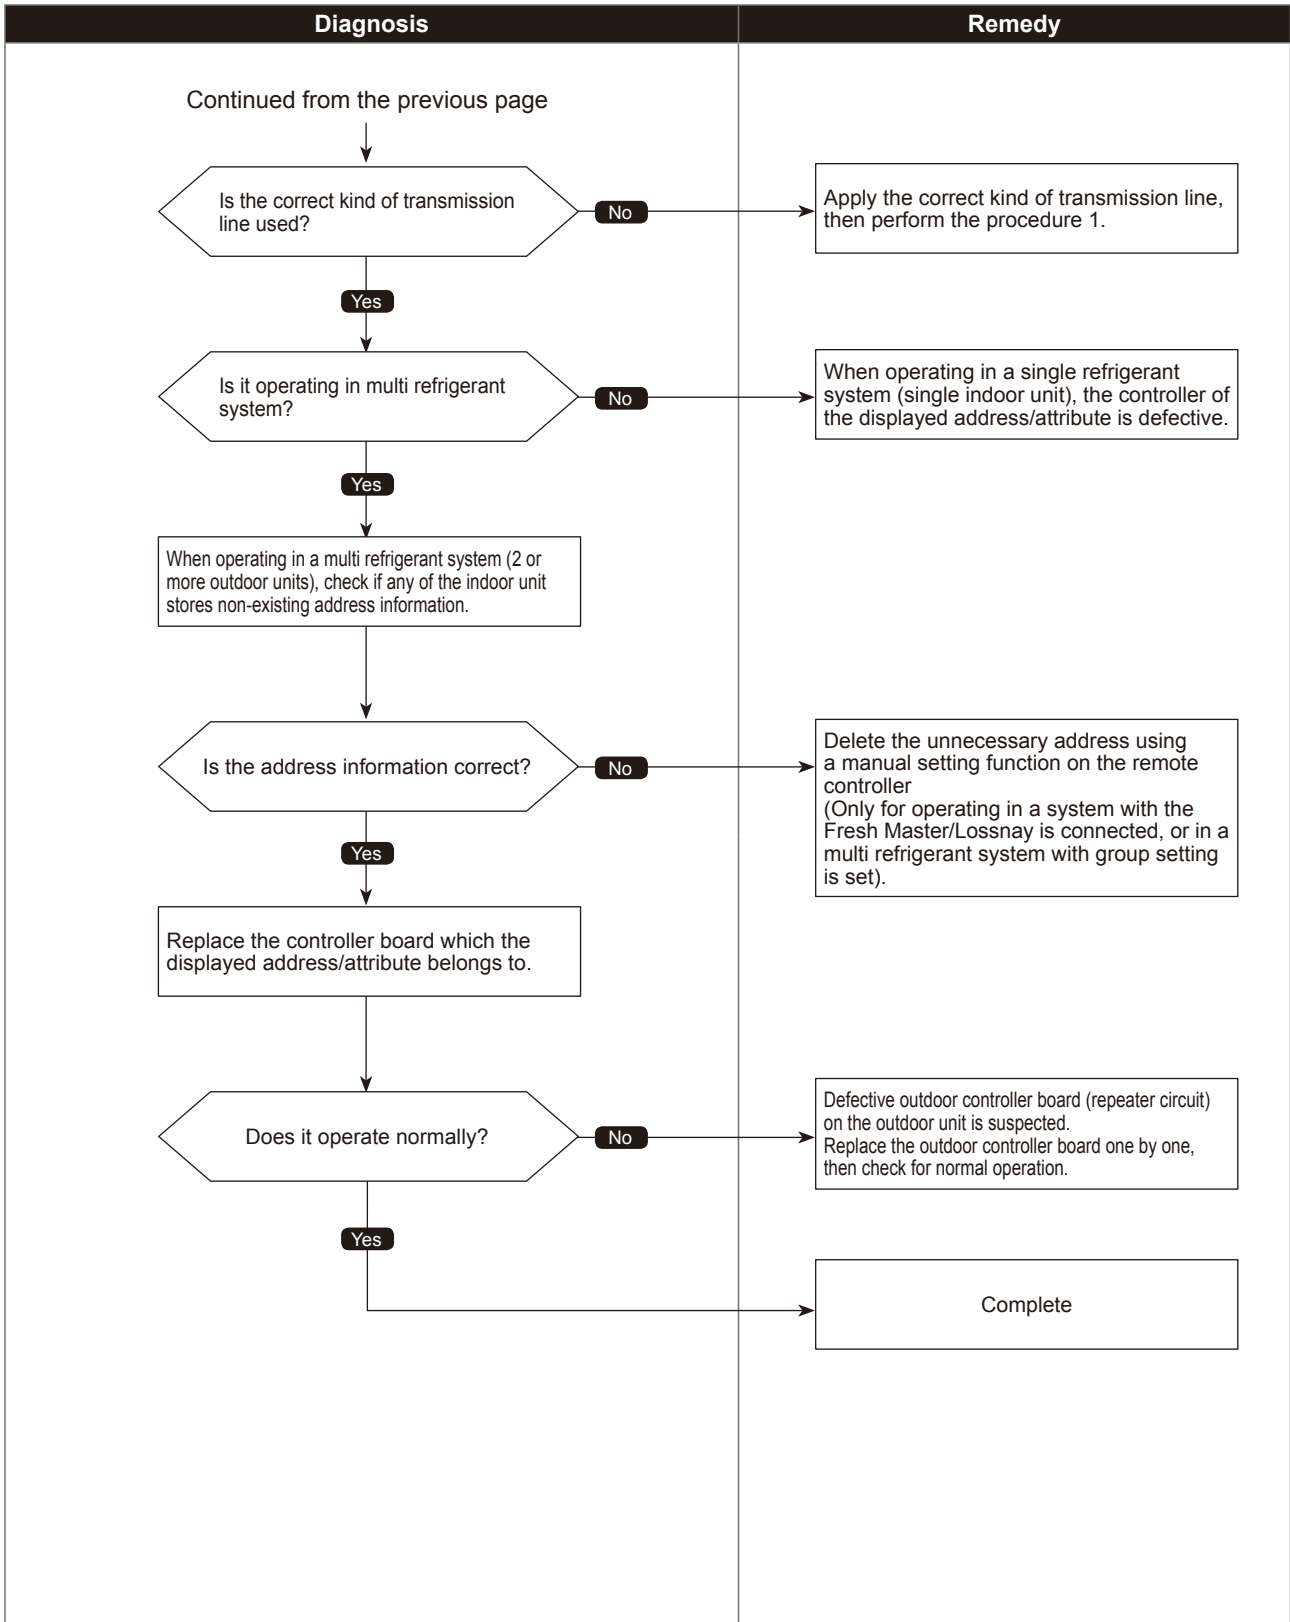 Diagnosis
Remedy
Continued from the previous page
Is the correct kind of transmission
line used?
No
Apply the correct kind of transmission line,
then perform the procedure 1.
Yes
Is it operating in multi refrigerant
system?
No
When operating in a single refrigerant
system (single indoor unit), the controller of
the displayed address/attribute is defective.
Yes
When operating in a multi refrigerant system (2 or
more outdoor units), check if any of the indoor unit
stores non-existing address information.
Is the address information correct?
No
Delete the unnecessary address using
a manual setting function on the remote
controller
(Only for operating in a system with the
Fresh Master/Lossnay is connected, or in a
multi refrigerant system with group setting
is set).
Yes
Replace the controller board which the
displayed address/attribute belongs to.
Does it operate normally?
No
Defective outdoor controller board (repeater circuit)
on the outdoor unit is suspected.
Replace the outdoor controller board one by one,
then check for normal operation.
Yes
Complete